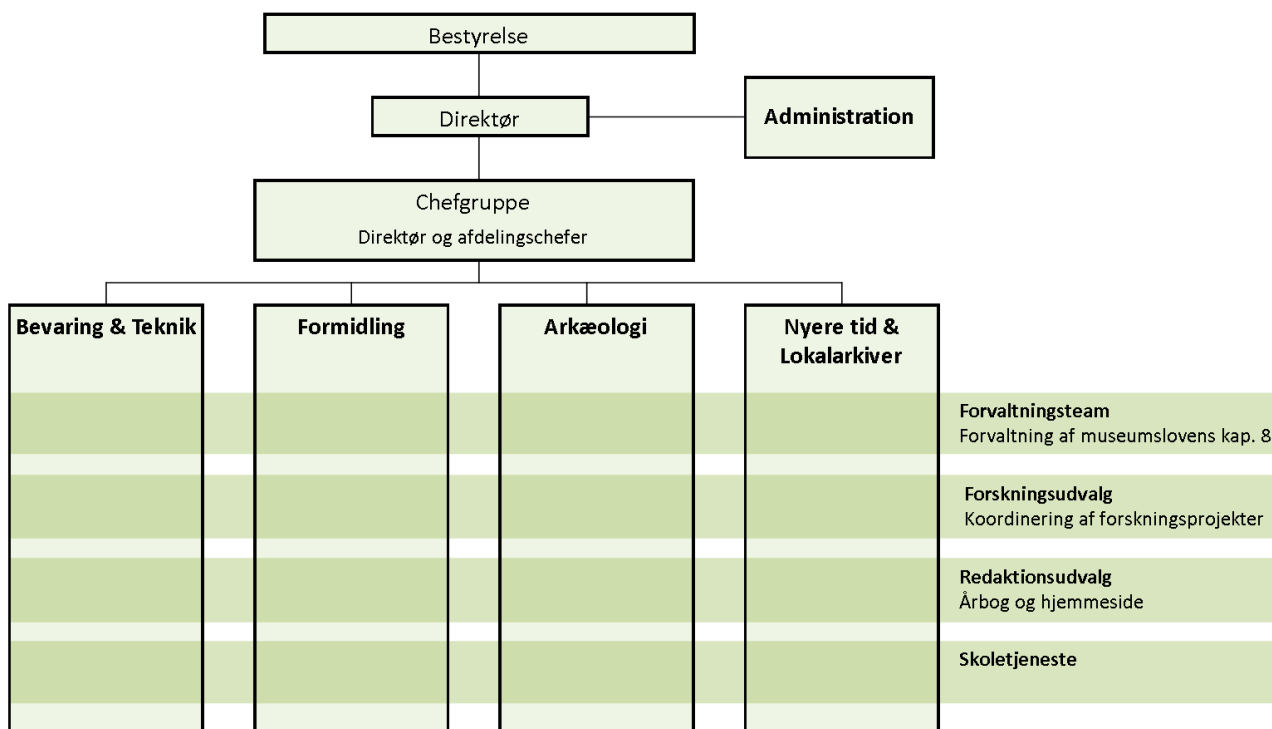 Bestyrelse
Direktør
Administration
Chefgruppe
Direktør og afdelingschefer
Bevaring & Teknik
Formidling
Arkæologi
Nyere tid &
Lokalarkiver
Forvaltningsteam
Forvaltning af museumslovens kap. 8
Forskningsudvalg
Koordinering af forskningsprojekter
Redaktionsudvalg
Årbog og hjemmeside
Skoletjeneste